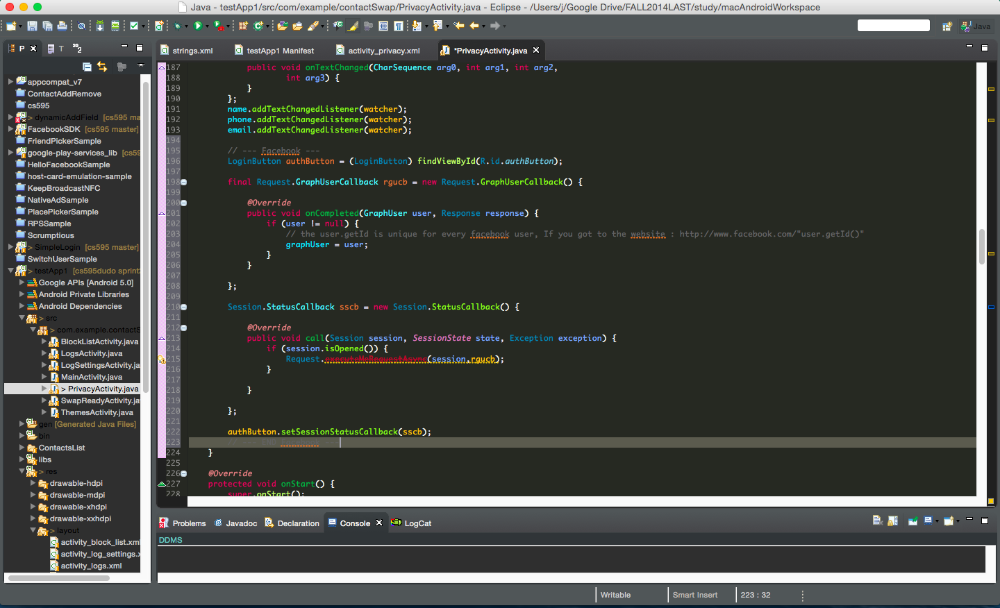 Java - testApp1/src/com/example/contactSwap/PrivacyActivity.java - Eclipse - /Users/j/Google Drive/FALL2014LAST/study/macAndroidWorkspace
Java
P
T
2
strings.xml
testApp1 Manifest
activity_privacy.xml
*PrivacyActivity.java
appcompat_v7
ContactAddRemove
cs595
> dynamicAddField [cs595 ma
FacebookSDK [cs595 master]
FriendPickerSample
google-play-services_lib [cs5
HelloFacebookSample
host-card-emulation-sample
KeepBroadcastNFC
NativeAdSample
PlacePickerSample
RPSSample
Scrumptious
> SimpleLogin [cs595 master]
SwitchUserSample
> testApp1 [cs595dudo sprint
Google APIs [Android 5.0]
Android Private Libraries
Android Dependencies
> src
> com.example.contactS
BlockListActivity.java
LogsActivity.java
LogSettingsActivity.ja
MainActivity.java
> PrivacyActivity.java
SwapReadyActivity.ja
ThemesActivity.java
gen [Generated Java Files]
bin
ContactsList
libs
> res
drawable-hdpi
drawable-mdpi
drawable-xhdpi
drawable-xxhdpi
> layout
activity_block_list.xml
activity_log_settings.x
activity_logs.xml
187 public void onTextChanged(CharSequence arg0, int arg1, int arg2,
188 int arg3) {
189 }
190 };
191 name.addTextChangedListener(watcher);
192 phone.addTextChangedListener(watcher);
193 email.addTextChangedListener(watcher);
194
195 // --- Facebook ---
196 LoginButton authButton = (LoginButton) findViewById(R.id.authButton);
197
198 final Request.GraphUserCallback rgucb = new Request.GraphUserCallback() {
199
200 @Override
201 public void onCompleted(GraphUser user, Response response) {
202 if (user != null) {
203 // the user.getId is unique for every facebook user, If you got to the website : http://www.facebook.com/"user.getId()"
204 graphUser = user;
205 }
206 }
207
208 };
209
210 Session.StatusCallback sscb = new Session.StatusCallback() {
211
212 @Override
213 public void call(Session session, SessionState state, Exception exception) {
214 if (session.isOpened()) {
215 Request.executeMeRequestAsync(session,rgucb);
216 }
217
218 }
219
220 };
221
222 authButton.setSessionStatusCallback(sscb);
223
224 }
225
226 @Override
227 protected void onStart() {
228 super.onStart();
Problems
Javadoc
Declaration
Console
LogCat
DDMS
Writable
Smart Insert
223 : 32